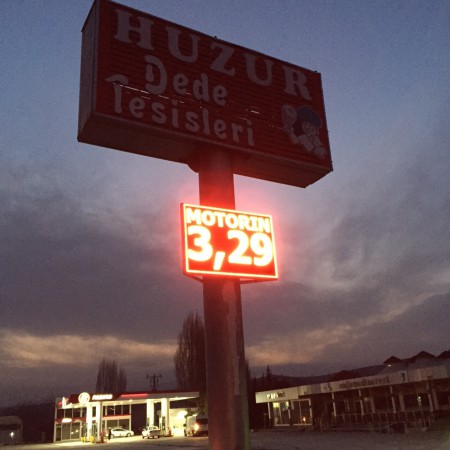 HUZUR
Dede
Tesisleri
MOTORIN
3,29